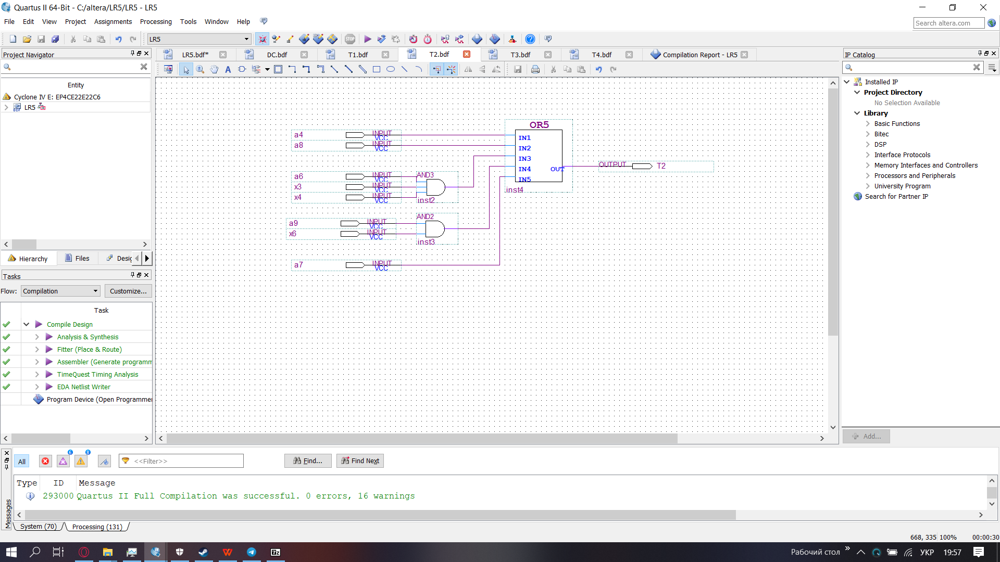 Quartus II 64-Bit - C:/altera/LR5/LR5 - LR5
File Edit View Project Assignments Processing Tools Window Help
Search altera.com
LR5
STOP
Project Navigator
LR5.bdf* DC.bdf T1.bdf T2.bdf T3.bdf T4.bdf Compilation Report - LR5
IP Catalog
Entity
Cyclone IV E: EP4CE22E22C6
LR5
Hierarchy Files
Tasks
Flow: Compilation Customize...
Task
Compile Design
Analysis & Synthesis
Fitter (Place & Route)
Assembler (Generate programm
TimeQuest Timing Analysis
EDA Netlist Writer
Program Device (Open Programmer
OR5
a4 INPUT VCC IN1
a8 INPUT VCC IN2
IN3
IN4 OUT OUTPUT T2
IN5
inst4
a6 INPUT VCC AND3
x3 INPUT VCC
x4 INPUT VCC inst2
AND2
a9 INPUT VCC
x6 INPUT VCC
inst3
a7 INPUT VCC
Installed IP
Project Directory
No Selection Available
Library
Basic Functions
Bitec
DSP
Interface Protocols
Memory Interfaces and Controllers
Processors and Peripherals
University Program
Search for Partner IP
Add...
All 6 8 <<Filter>> Find... Find Next
Type ID Message
293000 Quartus II Full Compilation was successful. 0 errors, 16 warnings
Messages
System (70) Processing (131)
668, 335 100% 00:00:30
7z
Рабочий стол УКР 19:57